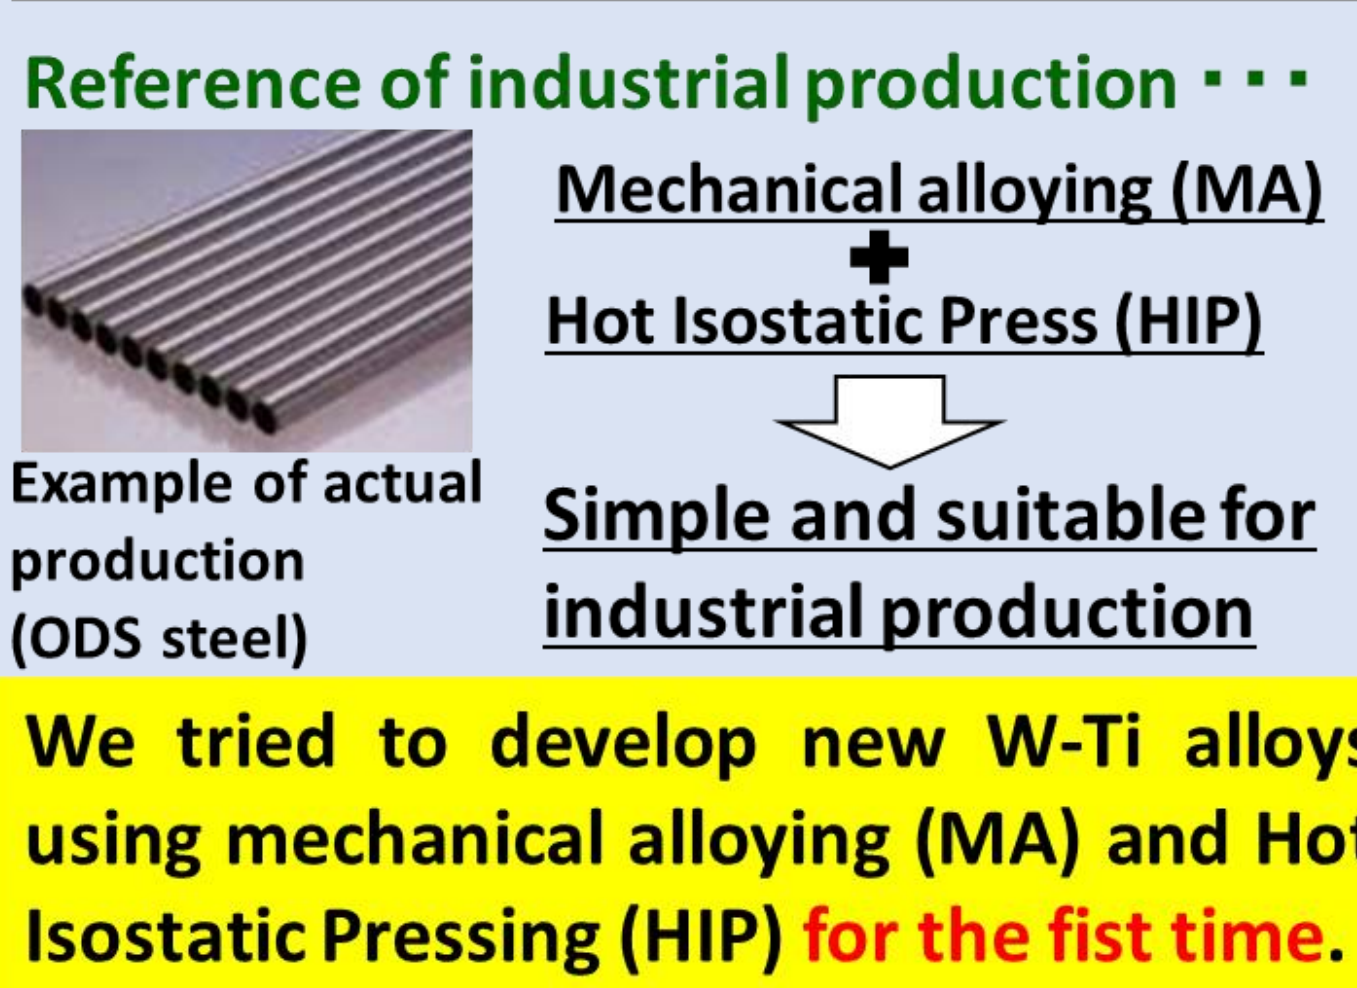 Reference of industrial production ･･･
Mechanical alloying (MA)
Hot Isostatic Press (HIP)
Example of actual
production
(ODS steel)
Simple and suitable for
industrial production
We tried to develop new W-Ti alloys
using mechanical alloying (MA) and Hot
Isostatic Pressing (HIP) for the fist time.